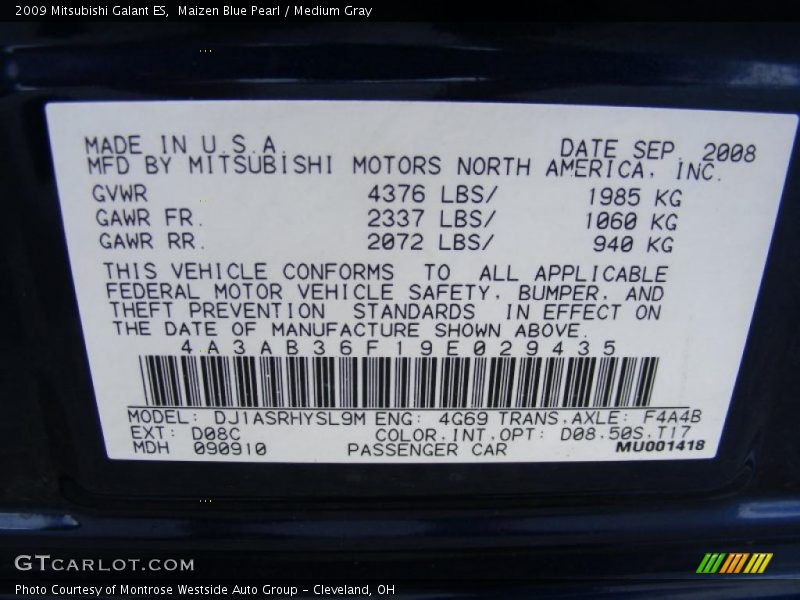 2009 Mitsubishi Galant ES, Maizen Blue Pearl / Medium Gray
MADE IN U.S.A. DATE SEP. 2008
MFD BY MITSUBISHI MOTORS NORTH AMERICA, INC.
GVWR 4376 LBS/ 1985 KG
GAWR FR. 2337 LBS/ 1060 KG
GAWR RR. 2072 LBS/ 940 KG
THIS VEHICLE CONFORMS TO ALL APPLICABLE
FEDERAL MOTOR VEHICLE SAFETY, BUMPER, AND
THEFT PREVENTION STANDARDS IN EFFECT ON
THE DATE OF MANUFACTURE SHOWN ABOVE.
4A3AB36F19E029435
MODEL: DJ1ASRHYSL9M ENG: 4G69 TRANS.AXLE: F4A4B
EXT: D08C COLOR.INT.OPT: D08.50S.T17
MDH 090910 PASSENGER CAR MU001418
GTCARLOT.COM
Photo Courtesy of Montrose Westside Auto Group - Cleveland, OH